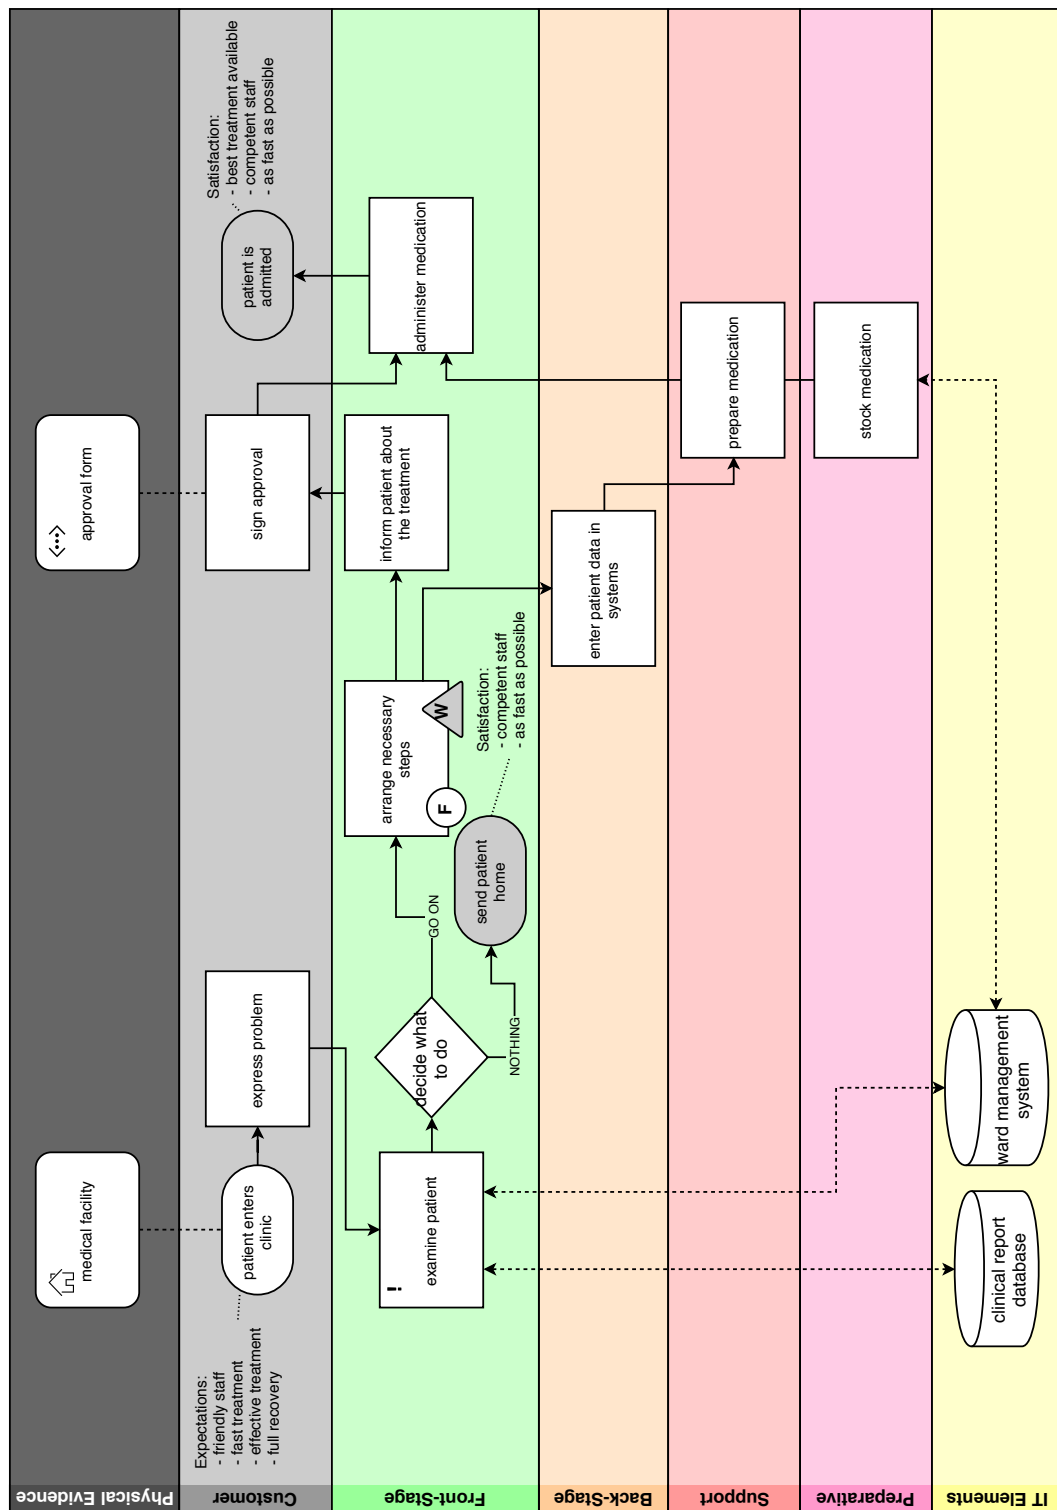 Physical Evidence
medical facility
approval form
Customer
Expectations:
- friendly staff
- fast treatment
- effective treatment
- full recovery
patient enters
clinic
express problem
sign approval
patient is
admitted
Satisfaction:
- best treatment available
- competent staff
- as fast as possible
Front-Stage
!
examine patient
decide what
to do
GO ON
NOTHING
send patient
home
Satisfaction:
- competent staff
- as fast as possible
arrange necessary
steps
F
W
inform patient about
the treatment
administer medication
Back-Stage
enter patient data in
systems
Support
prepare medication
Preparative
stock medication
IT Elements
clinical report
database
ward management
system